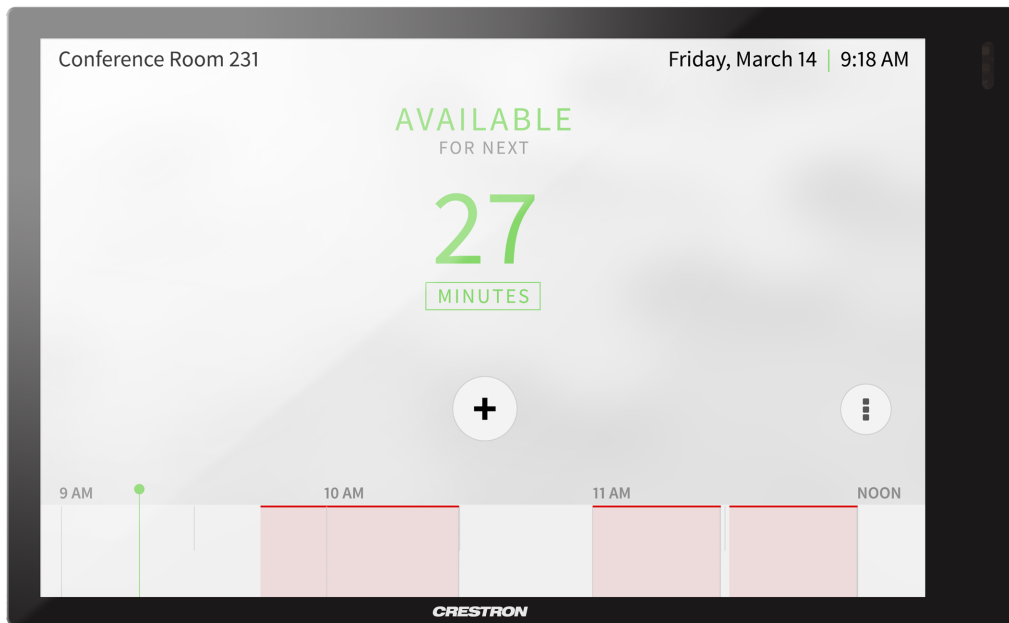 Conference Room 231
Friday, March 14 | 9:18 AM
AVAILABLE
FOR NEXT
27
MINUTES
9 AM
10 AM
11 AM
NOON
CRESTRON